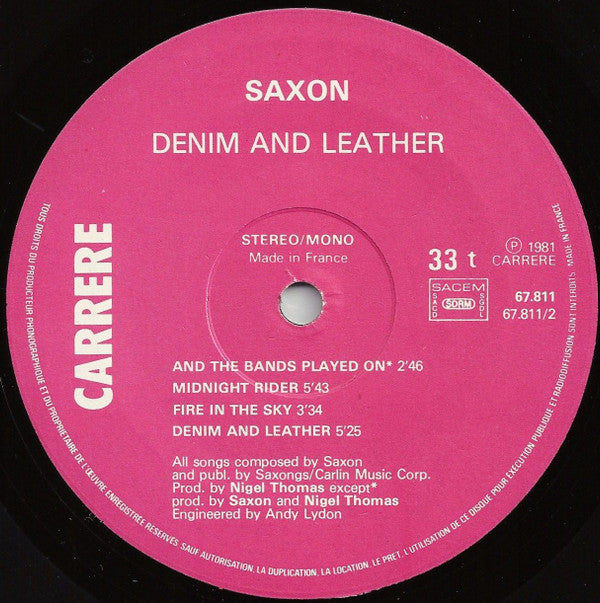 SAXON
DENIM AND LEATHER
CARRERE
STEREO/MONO
Made in France
33 t
Ⓟ 1981
CARRERE
SACEM
SACD
SDRM
SGDL
67.811
67.811/2
AND THE BANDS PLAYED ON* 2'46
MIDNIGHT RIDER 5'43
FIRE IN THE SKY 3'34
DENIM AND LEATHER 5'25
All songs composed by Saxon
and publ. by Saxongs/Carlin Music Corp.
Prod. by Nigel Thomas except*
prod. by Saxon and Nigel Thomas
Engineered by Andy Lydon
TOUS DROITS DU PRODUCTEUR PHONOGRAPHIQUE ET DU PROPRIETAIRE DE L'ŒUVRE ENREGISTREE RESERVES SAUF AUTORISATION, LA DUPLICATION, LA LOCATION, LE PRET, L'UTILISATION DE CE DISQUE POUR EXECUTION PUBLIQUE ET RADIODIFFUSION SONT INTERDITS MADE IN FRANCE